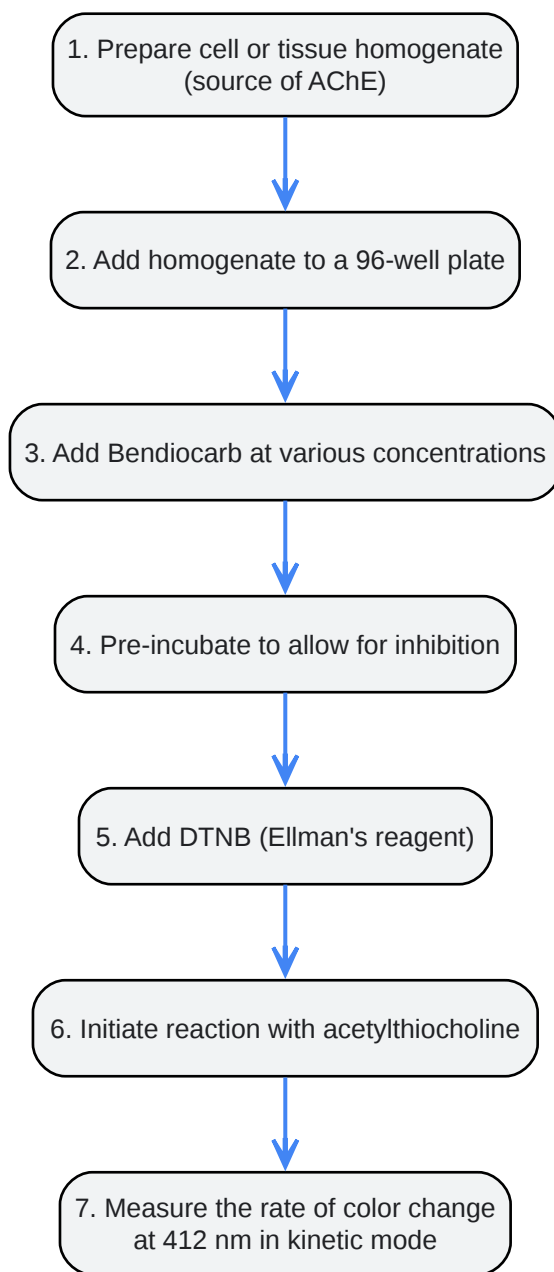 1. Prepare cell or tissue homogenate
(source of AChE)
2. Add homogenate to a 96-well plate
3. Add Bendiocarb at various concentrations
4. Pre-incubate to allow for inhibition
5. Add DTNB (Ellman's reagent)
6. Initiate reaction with acetylthiocholine
7. Measure the rate of color change
at 412 nm in kinetic mode